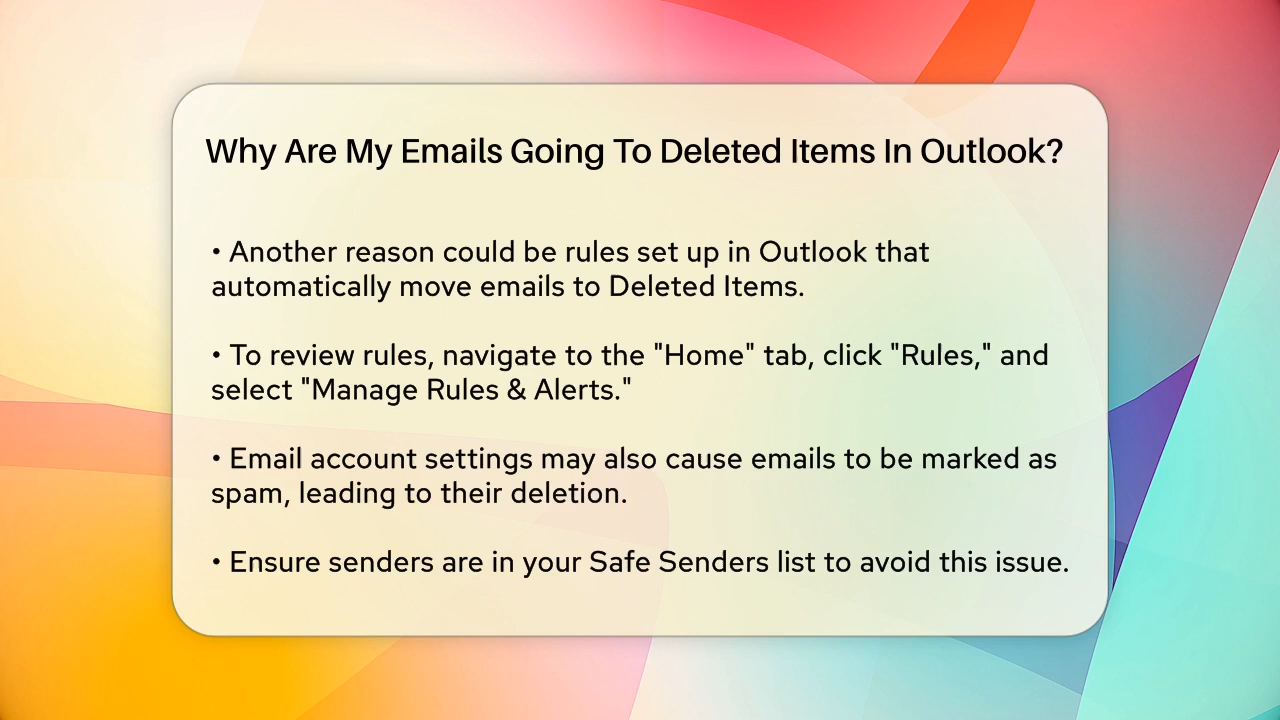 Why Are My Emails Going To Deleted Items In Outlook?
• Another reason could be rules set up in Outlook that
automatically move emails to Deleted Items.
• To review rules, navigate to the "Home" tab, click "Rules," and
select "Manage Rules & Alerts."
• Email account settings may also cause emails to be marked as
spam, leading to their deletion.
• Ensure senders are in your Safe Senders list to avoid this issue.